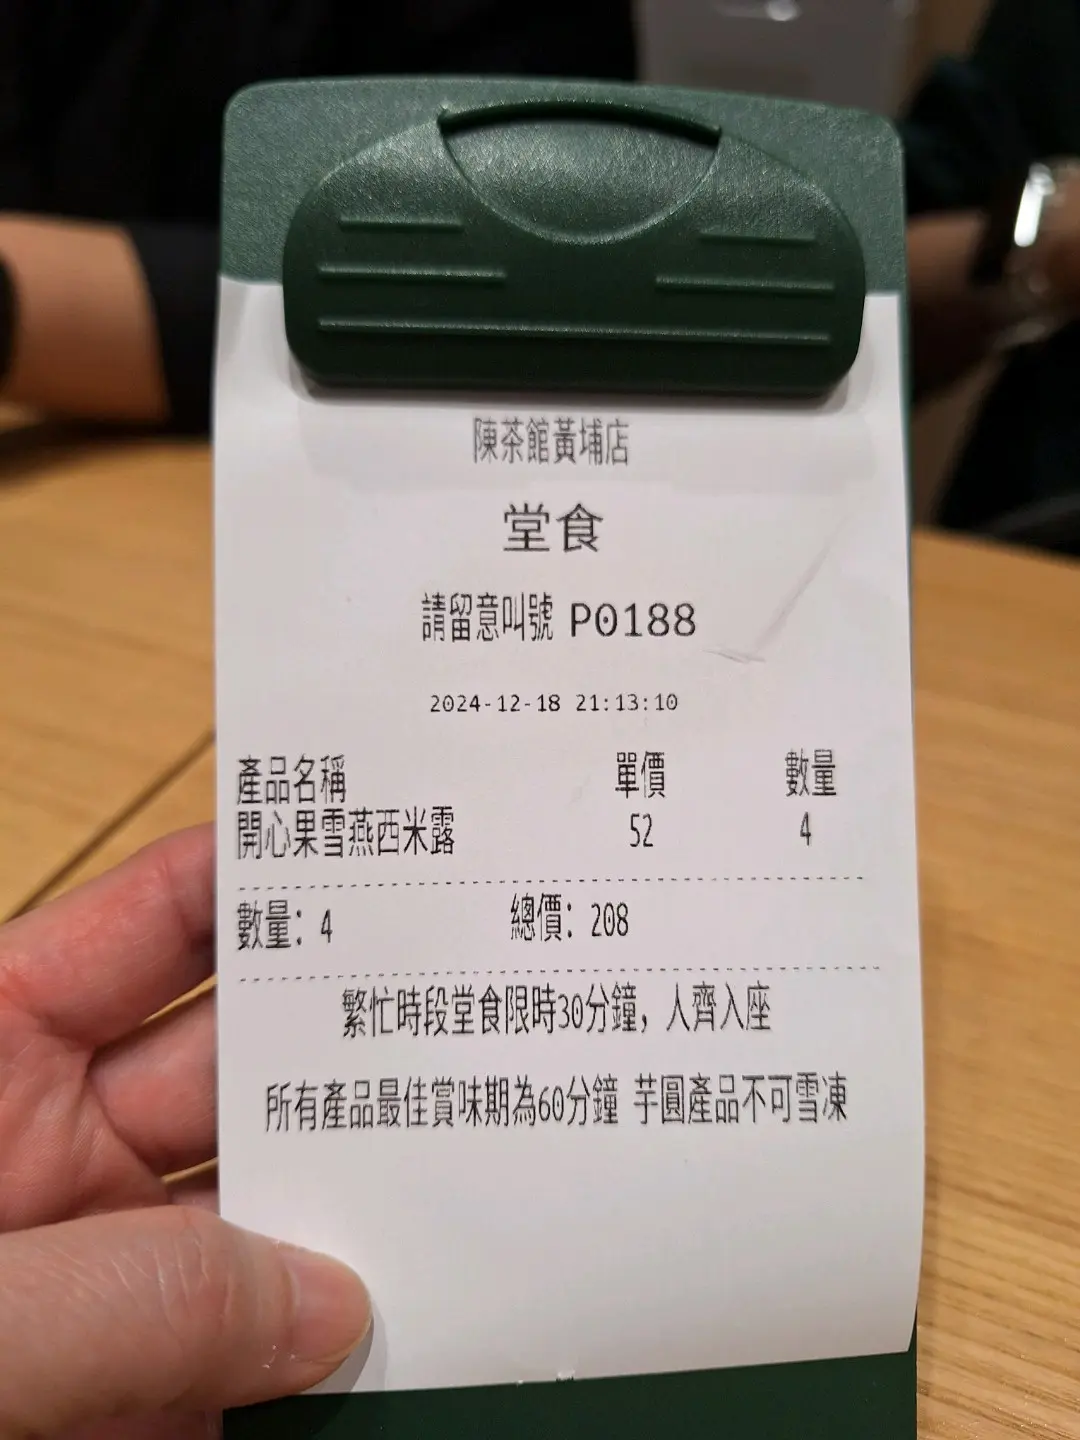 陳茶館黃埔店
堂食
請留意叫號 P0188
2024-12-18 21:13:10
產品名稱 單價 數量
開心果雪燕西米露 52 4
數量: 4 總價: 208
繁忙時段堂食限時30分鐘, 人齊入座
所有產品最佳賞味期為60分鐘 芋圓產品不可雪凍